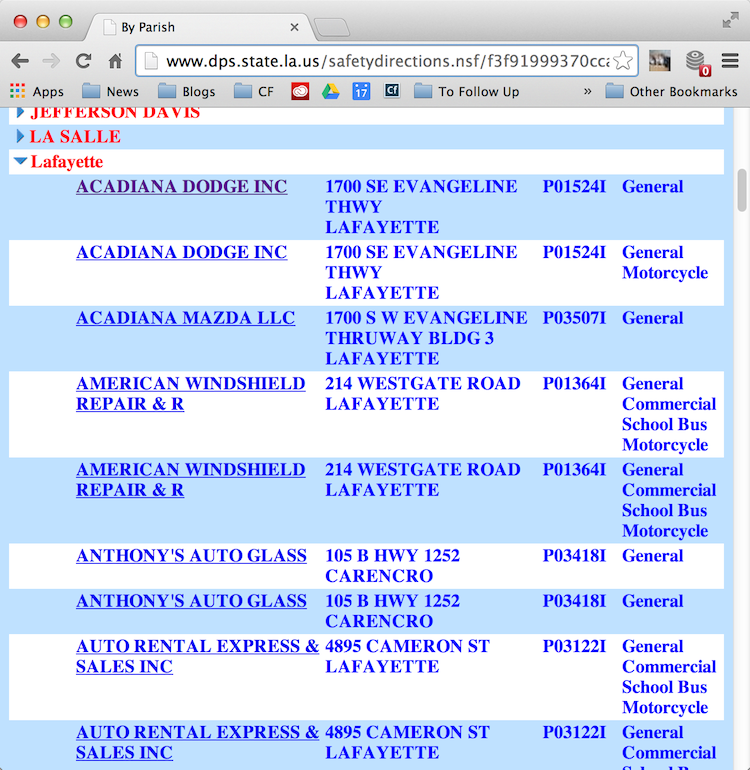 By Parish
www.dps.state.la.us/safetydirections.nsf/f3f91999370cca
0
Apps News Blogs CF 17 Cf To Follow Up » Other Bookmarks
JEFFERSON DAVIS
LA SALLE
Lafayette
ACADIANA DODGE INC 1700 SE EVANGELINE P01524I General
THWY
LAFAYETTE
ACADIANA DODGE INC 1700 SE EVANGELINE P01524I General
THWY Motorcycle
LAFAYETTE
ACADIANA MAZDA LLC 1700 S W EVANGELINE P03507I General
THRUWAY BLDG 3
LAFAYETTE
AMERICAN WINDSHIELD 214 WESTGATE ROAD P01364I General
REPAIR & R LAFAYETTE Commercial
School Bus
Motorcycle
AMERICAN WINDSHIELD 214 WESTGATE ROAD P01364I General
REPAIR & R LAFAYETTE Commercial
School Bus
Motorcycle
ANTHONY'S AUTO GLASS 105 B HWY 1252 P03418I General
CARENCRO
ANTHONY'S AUTO GLASS 105 B HWY 1252 P03418I General
CARENCRO
AUTO RENTAL EXPRESS & 4895 CAMERON ST P03122I General
SALES INC LAFAYETTE Commercial
School Bus
Motorcycle
AUTO RENTAL EXPRESS & 4895 CAMERON ST P03122I General
SALES INC LAFAYETTE Commercial